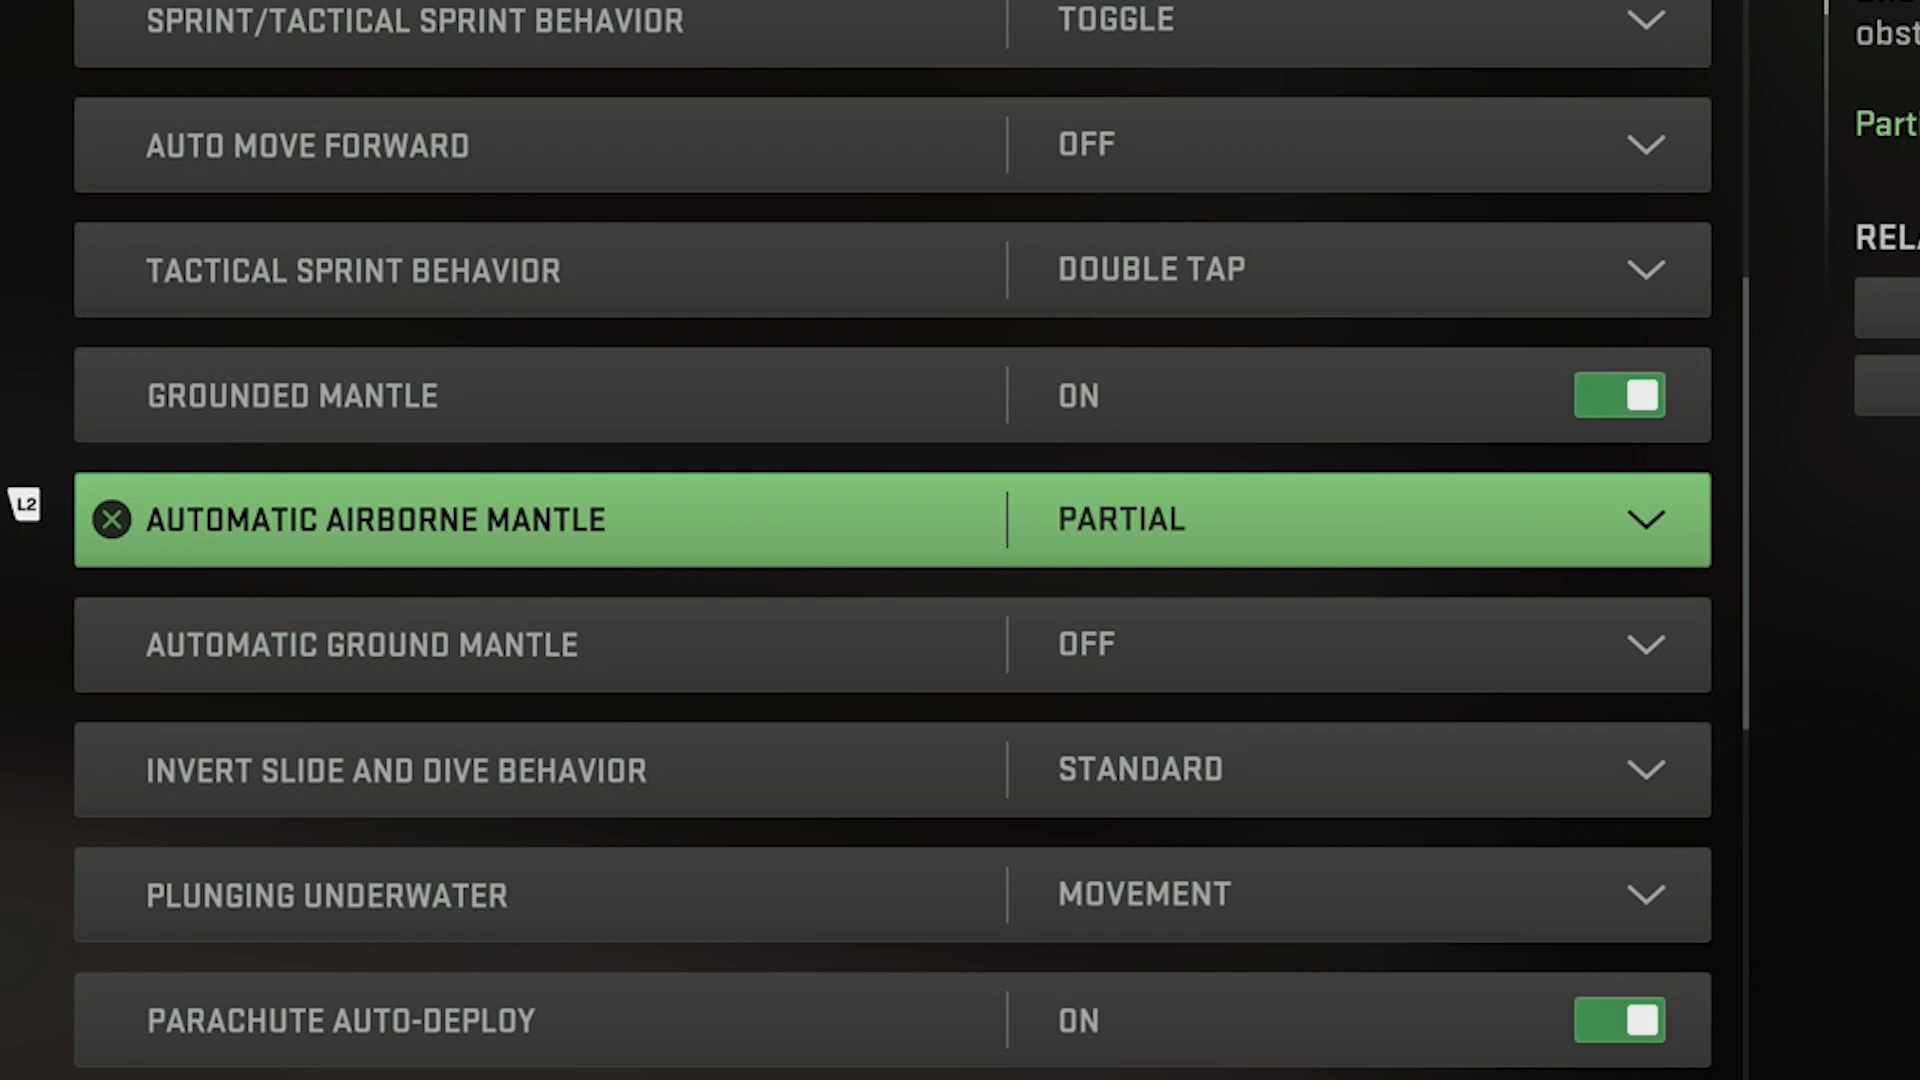 SPRINT/TACTICAL SPRINT BEHAVIOR TOGGLE
obst
AUTO MOVE FORWARD OFF
Parti
TACTICAL SPRINT BEHAVIOR DOUBLE TAP
RELA
GROUNDED MANTLE ON
L2 AUTOMATIC AIRBORNE MANTLE PARTIAL
AUTOMATIC GROUND MANTLE OFF
INVERT SLIDE AND DIVE BEHAVIOR STANDARD
PLUNGING UNDERWATER MOVEMENT
PARACHUTE AUTO-DEPLOY ON